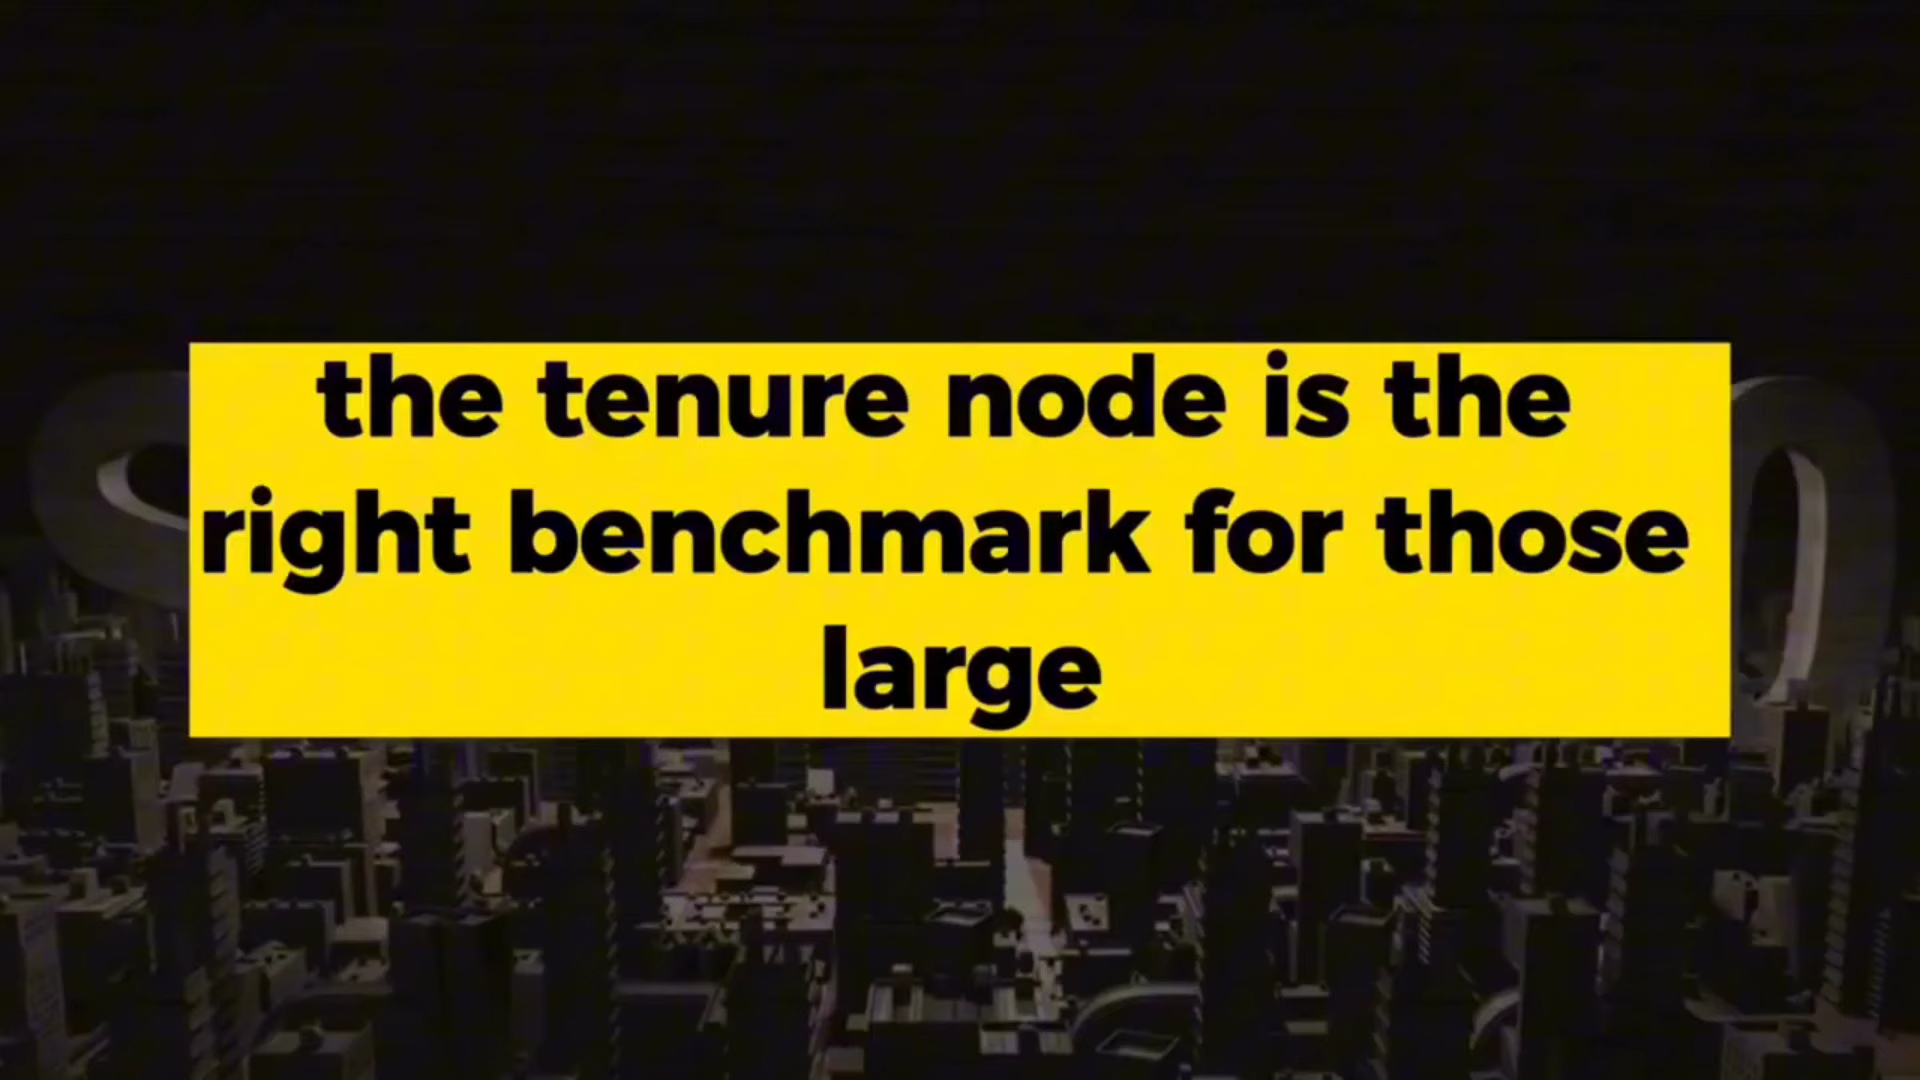 the tenure node is the
right benchmark for those
large